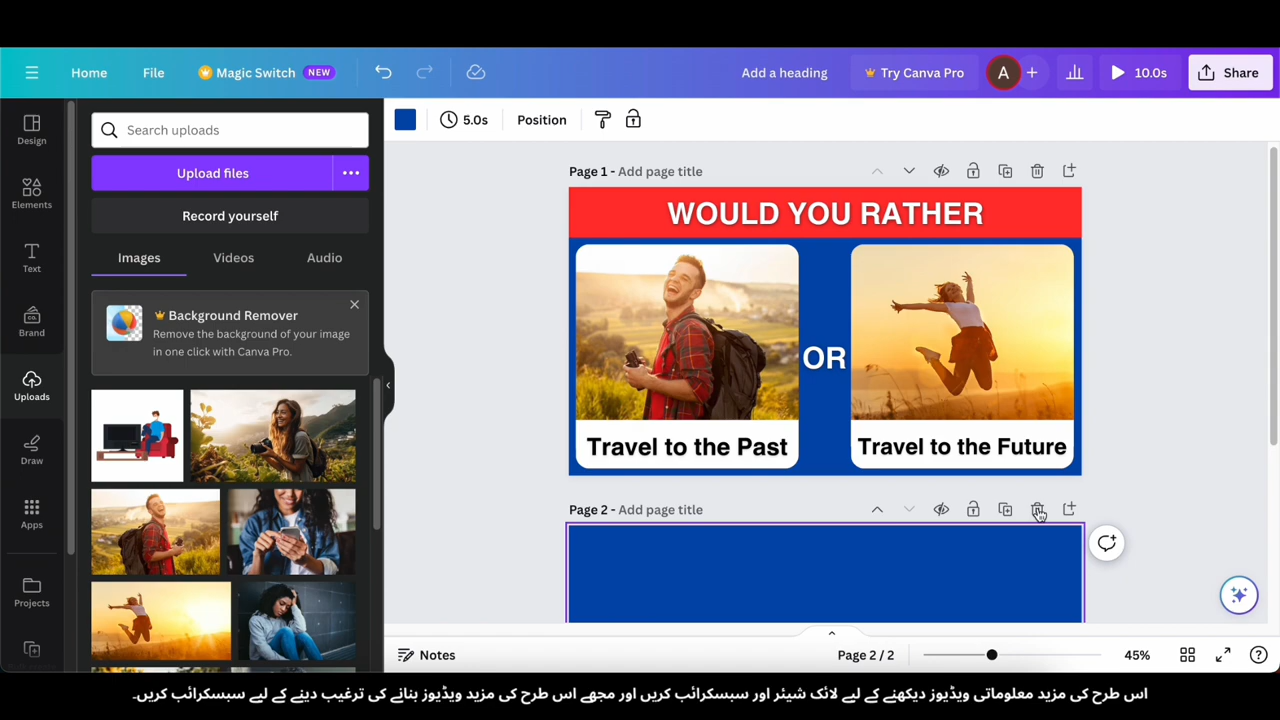 Home
File
Magic Switch NEW
Add a heading
Try Canva Pro
A
10.0s
Share
Design
Elements
Text
Brand
Uploads
Draw
Apps
Projects
Search uploads
Upload files
Record yourself
Images
Videos
Audio
Background Remover
Remove the background of your image
in one click with Canva Pro.
5.0s
Position
Page 1 - Add page title
WOULD YOU RATHER
OR
Travel to the Past
Travel to the Future
Page 2 - Add page title
Notes
Page 2 / 2
45%
اس طرح کی مزید معلوماتی ویڈیوز دیکھنے کے لیے لائک شیئر اور سبسکرائب کریں اور مجھے اس طرح کی مزید ویڈیوز بنانے کی ترغیب دینے کے لیے سبسکرائب کریں۔